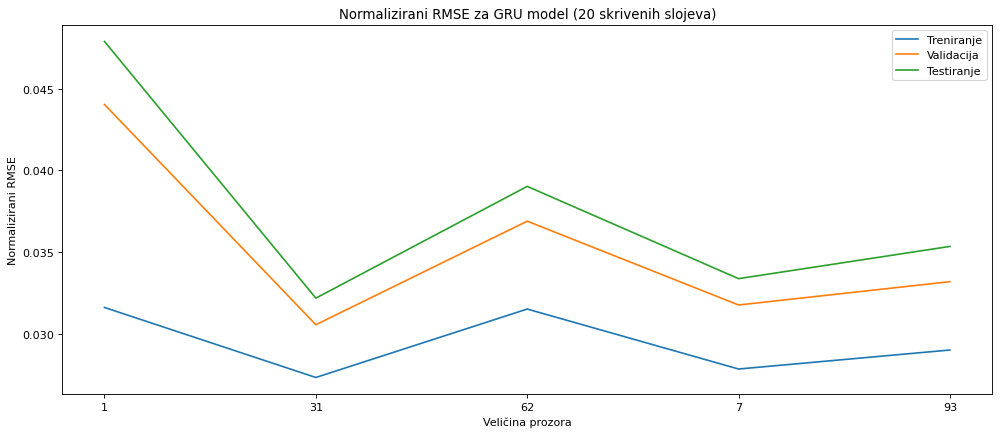 Normalizirani RMSE za GRU model (20 skrivenih slojeva)
Treniranje
Validacija
Testiranje
Normalizirani RMSE
0.045
0.040
0.035
0.030
1
31
62
7
93
Veličina prozora